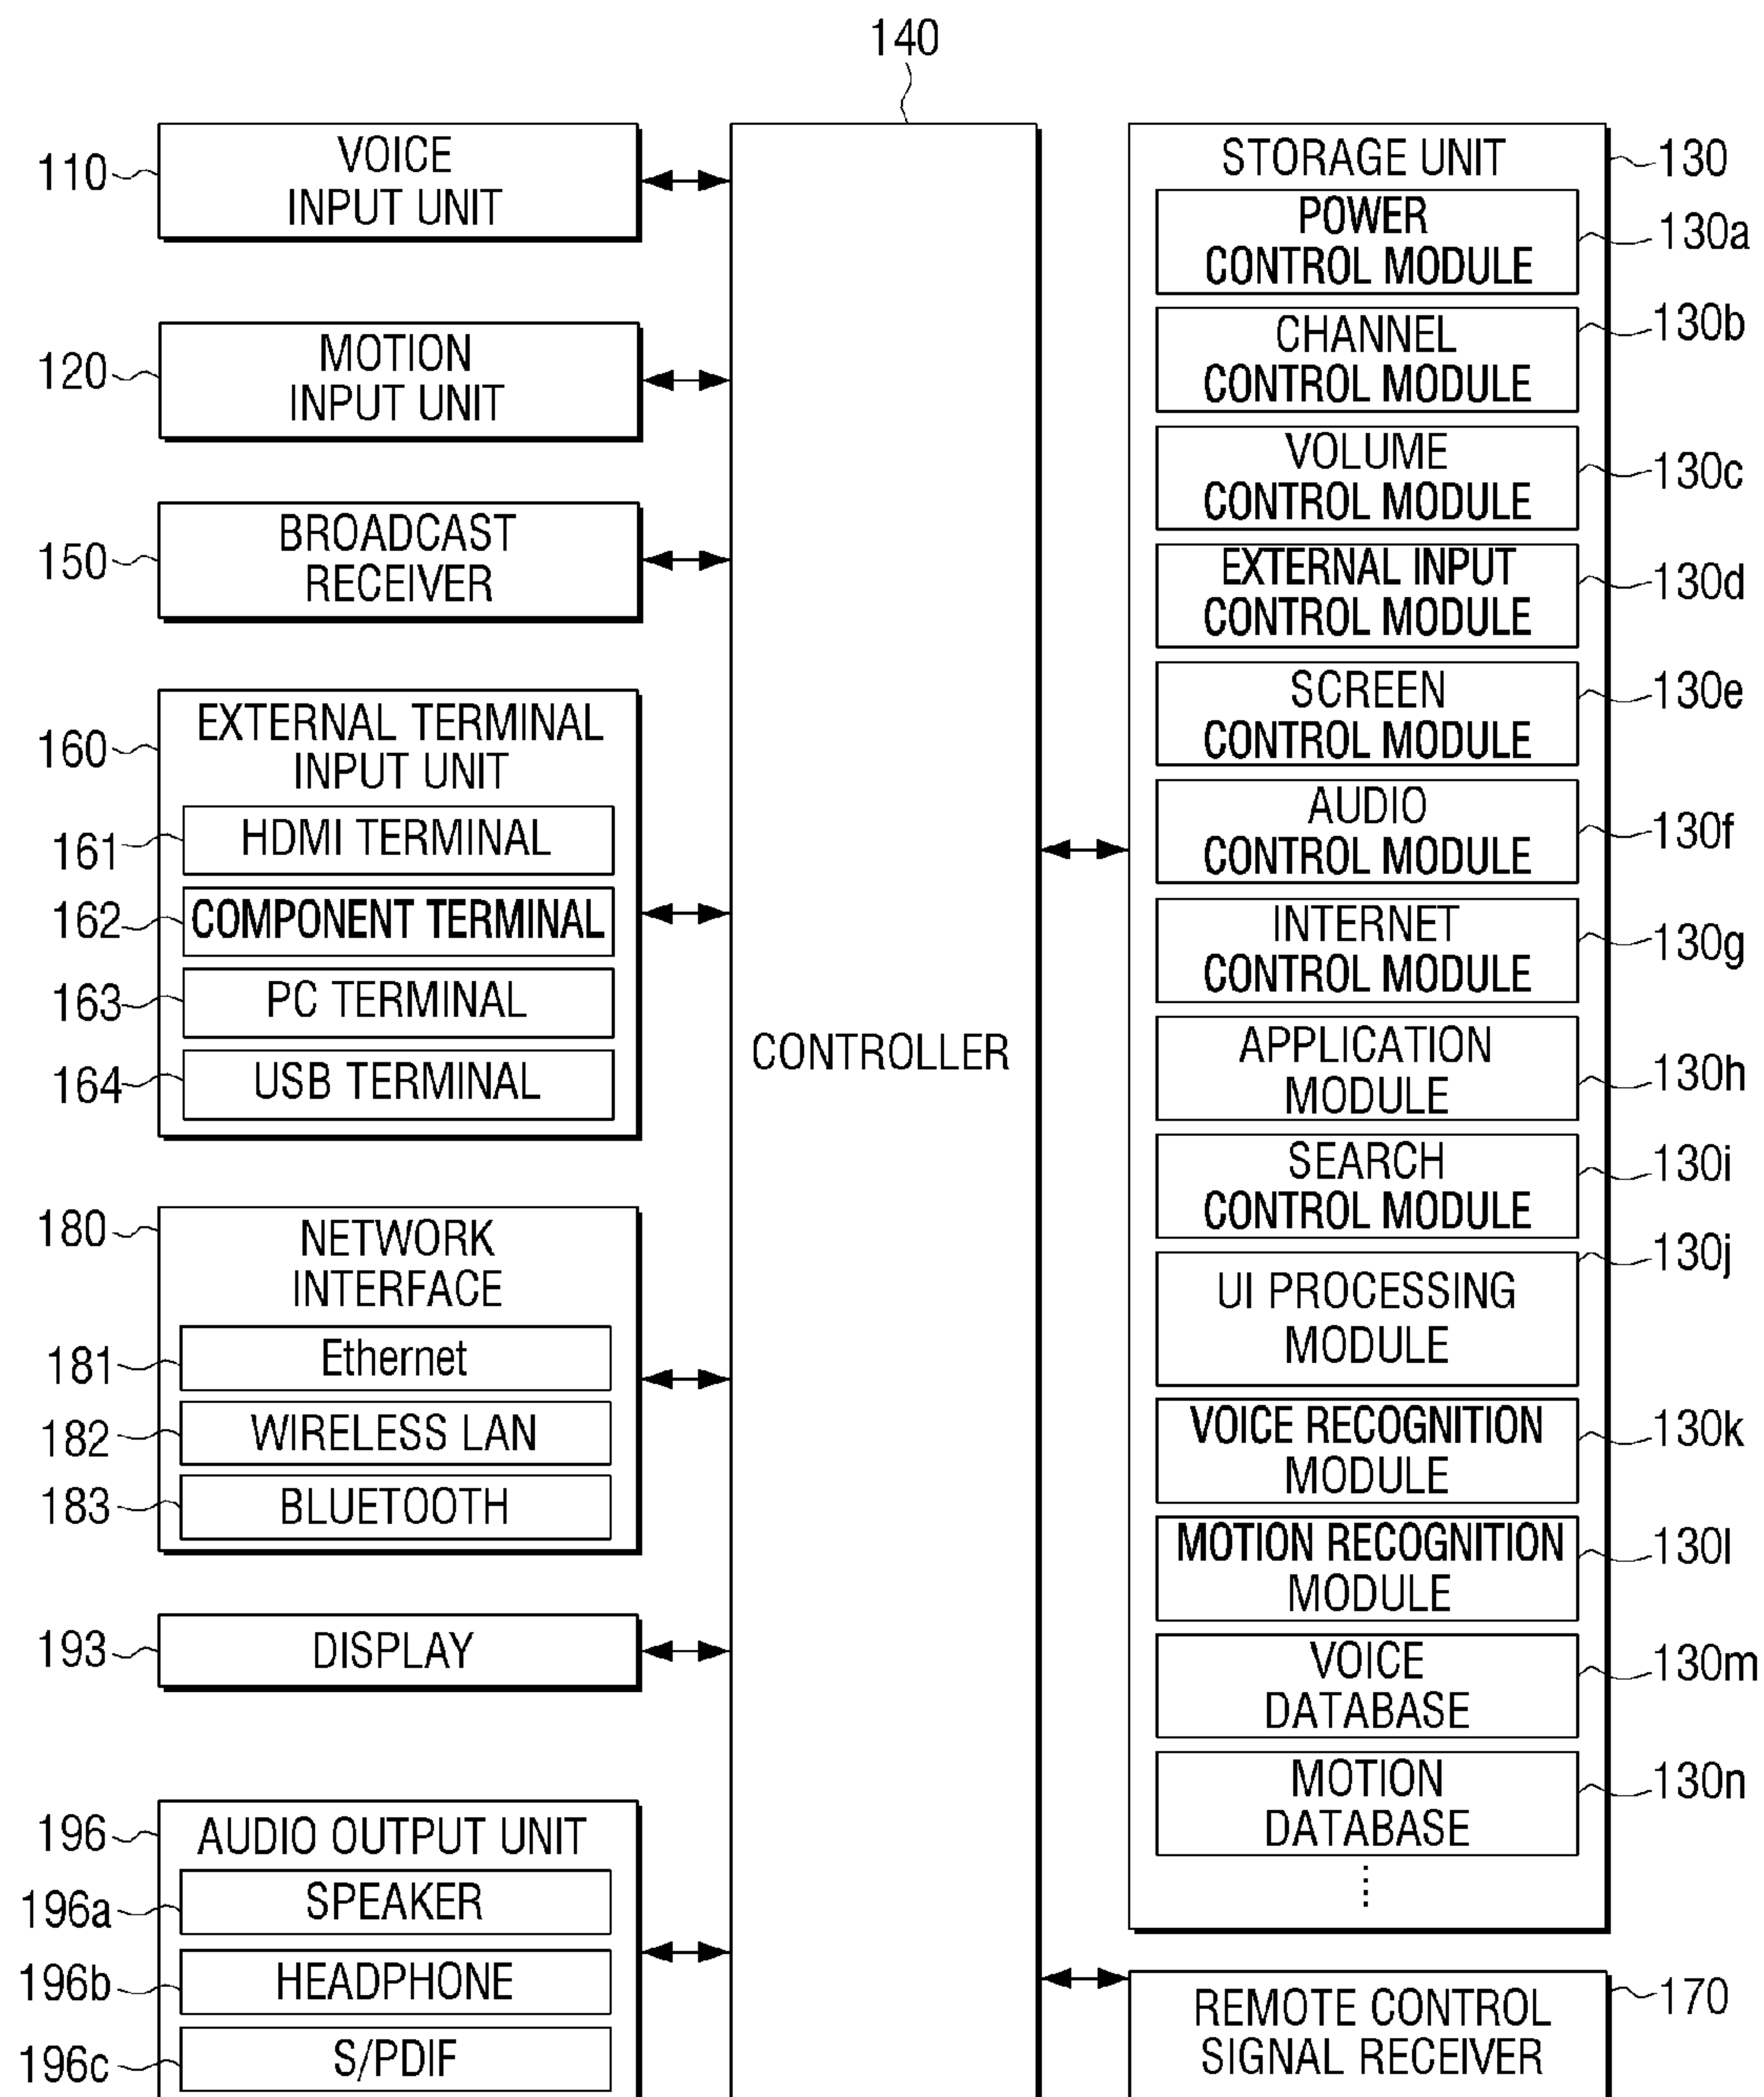 140
110
VOICE
INPUT UNIT
120
MOTION
INPUT UNIT
150
BROADCAST
RECEIVER
160
EXTERNAL TERMINAL
INPUT UNIT
161
HDMI TERMINAL
162
COMPONENT TERMINAL
163
PC TERMINAL
164
USB TERMINAL
180
NETWORK
INTERFACE
181
Ethernet
182
WIRELESS LAN
183
BLUETOOTH
193
DISPLAY
196
AUDIO OUTPUT UNIT
196a
SPEAKER
196b
HEADPHONE
196c
S/PDIF
CONTROLLER
STORAGE UNIT
130
POWER
CONTROL MODULE
130a
CHANNEL
CONTROL MODULE
130b
VOLUME
CONTROL MODULE
130c
EXTERNAL INPUT
CONTROL MODULE
130d
SCREEN
CONTROL MODULE
130e
AUDIO
CONTROL MODULE
130f
INTERNET
CONTROL MODULE
130g
APPLICATION
MODULE
130h
SEARCH
CONTROL MODULE
130i
UI PROCESSING
MODULE
130j
VOICE RECOGNITION
MODULE
130k
MOTION RECOGNITION
MODULE
130l
VOICE
DATABASE
130m
MOTION
DATABASE
130n
REMOTE CONTROL
SIGNAL RECEIVER
170